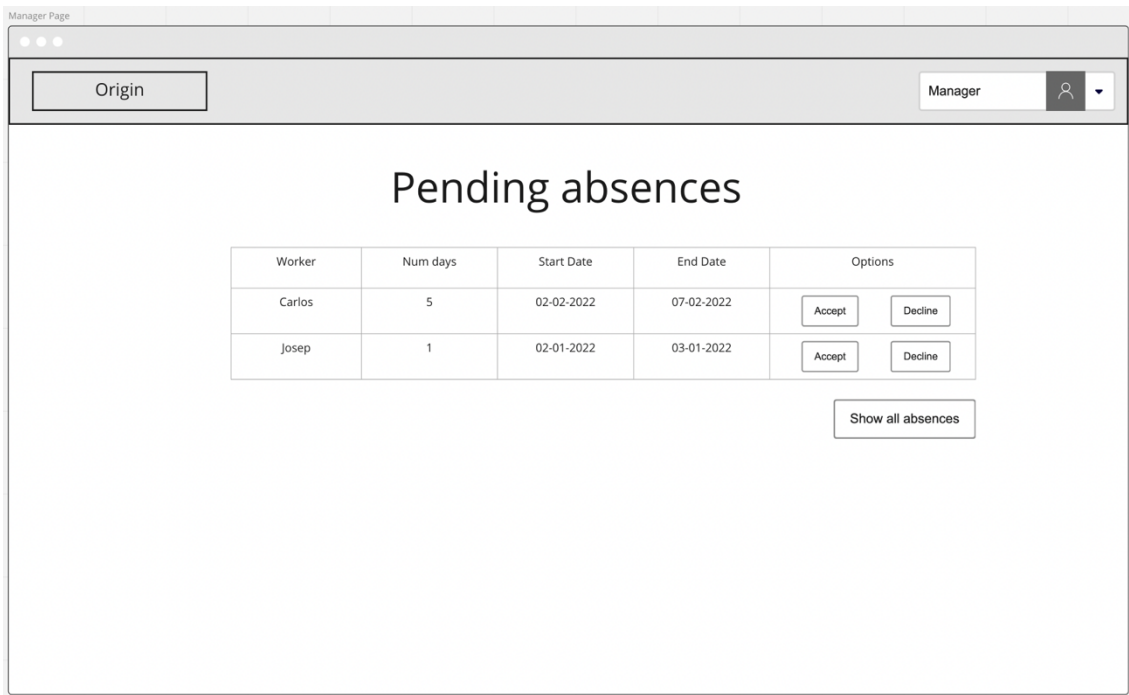 Manager Page
Origin
Manager
Pending absences
Worker Num days Start Date End Date Options
Carlos 5 02-02-2022 07-02-2022 Accept Decline
Josep 1 02-01-2022 03-01-2022 Accept Decline
Show all absences